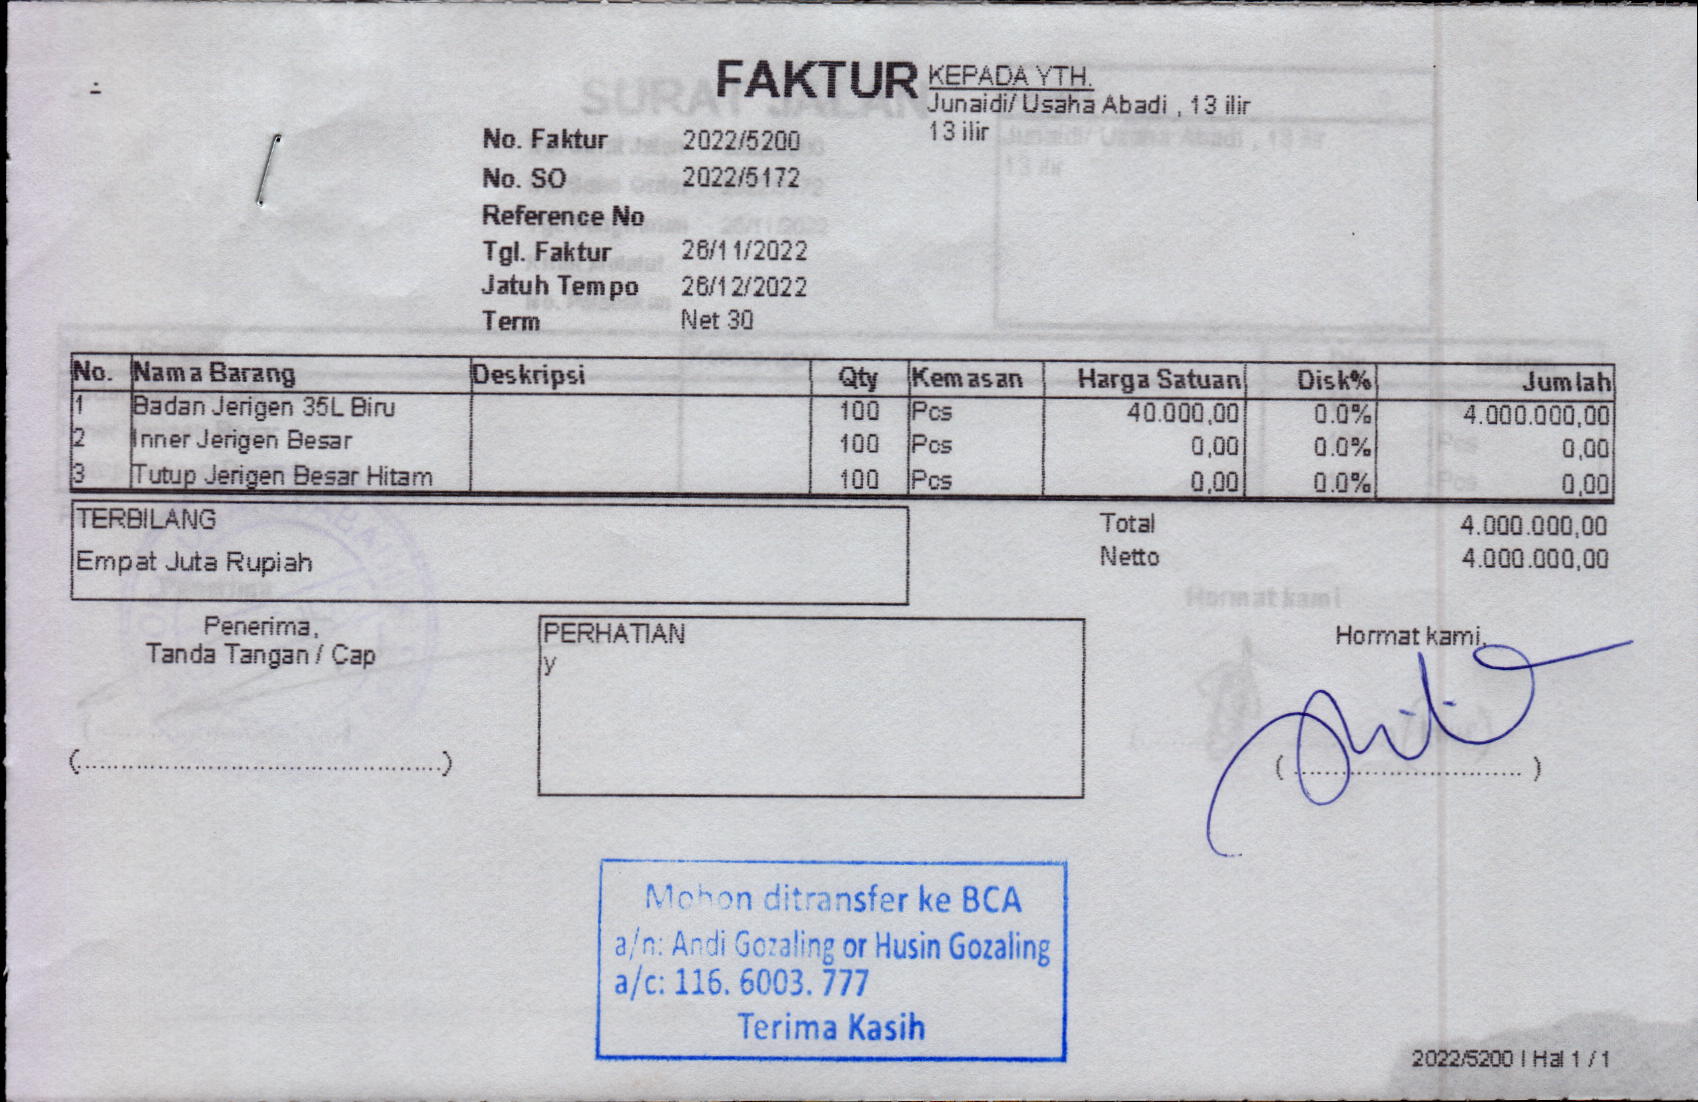 FAKTUR
KEPADA YTH.
Junaidi/ Usaha Abadi , 13 ilir
13 ilir
No. Faktur 2022/5200
No. SO 2022/5172
Reference No
Tgl. Faktur 26/11/2022
Jatuh Tempo 26/12/2022
Term Net 30
No. Nama Barang Deskripsi Qty Kemasan Harga Satuan Disk% Jumlah
1 Badan Jerigen 35L Biru 100 Pcs 40.000,00 0.0% 4.000.000,00
2 Inner Jerigen Besar 100 Pcs 0,00 0.0% 0,00
3 Tutup Jerigen Besar Hitam 100 Pcs 0,00 0.0% 0,00
TERBILANG
Empat Juta Rupiah
Total 4.000.000,00
Netto 4.000.000,00
Penerima,
Tanda Tangan / Cap
(................................................)
PERHATIAN
y
Hormat kami,
( .............................. )
Mohon ditransfer ke BCA
a/n: Andi Gozaling or Husin Gozaling
a/c: 116. 6003. 777
Terima Kasih
2022/5200 | Hal 1 / 1